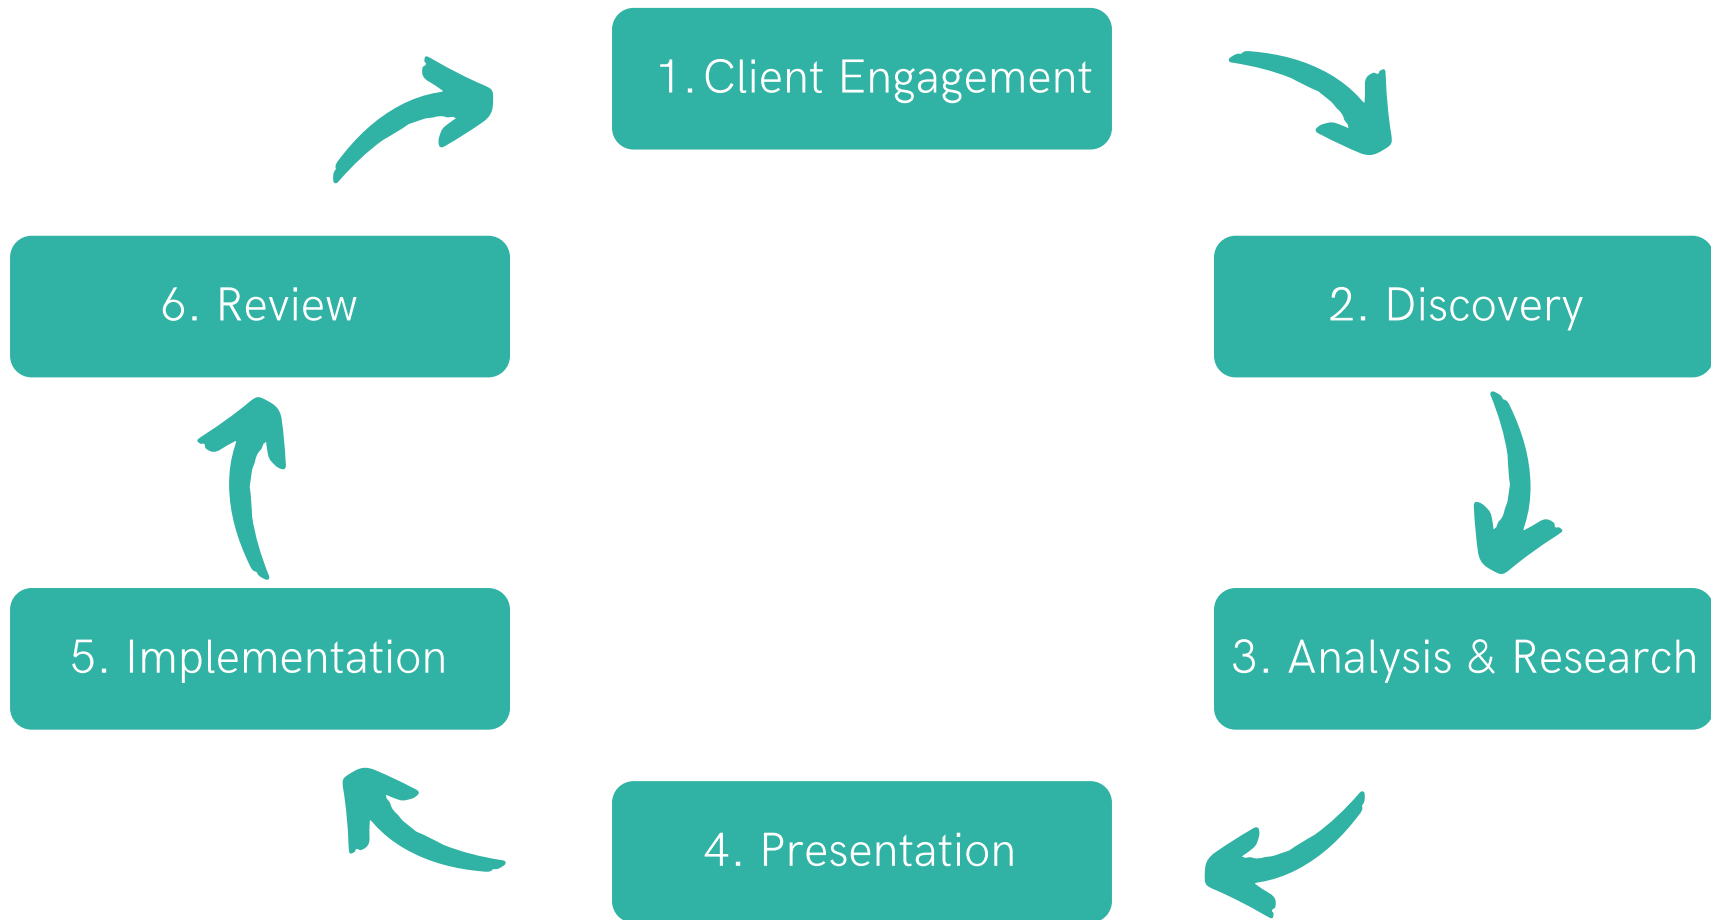 1. Client Engagement
2. Discovery
3. Analysis & Research
4. Presentation
5. Implementation
6. Review